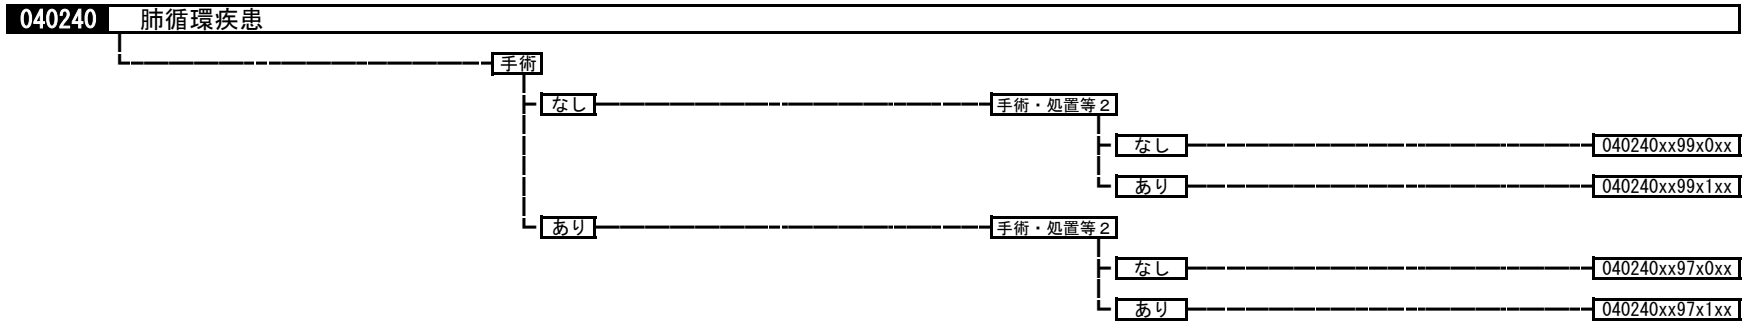 040240 肺循環疾患
手術
なし 手術・処置等２
なし 040240xx99x0xx
あり 040240xx99x1xx
あり 手術・処置等２
なし 040240xx97x0xx
あり 040240xx97x1xx